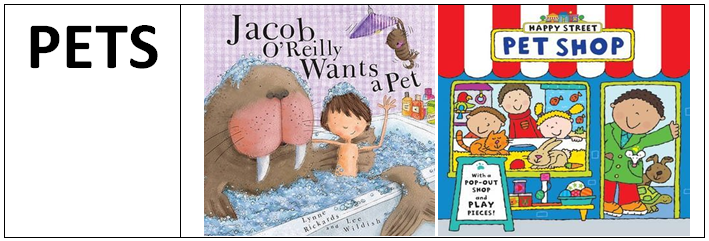 PETS
Jacob
O'Reilly
Wants
a Pet
Lynne
Rickards and Lee
Wildish
HAPPY STREET
PET SHOP
With a
POP-OUT
SHOP
and
PLAY
PIECES!